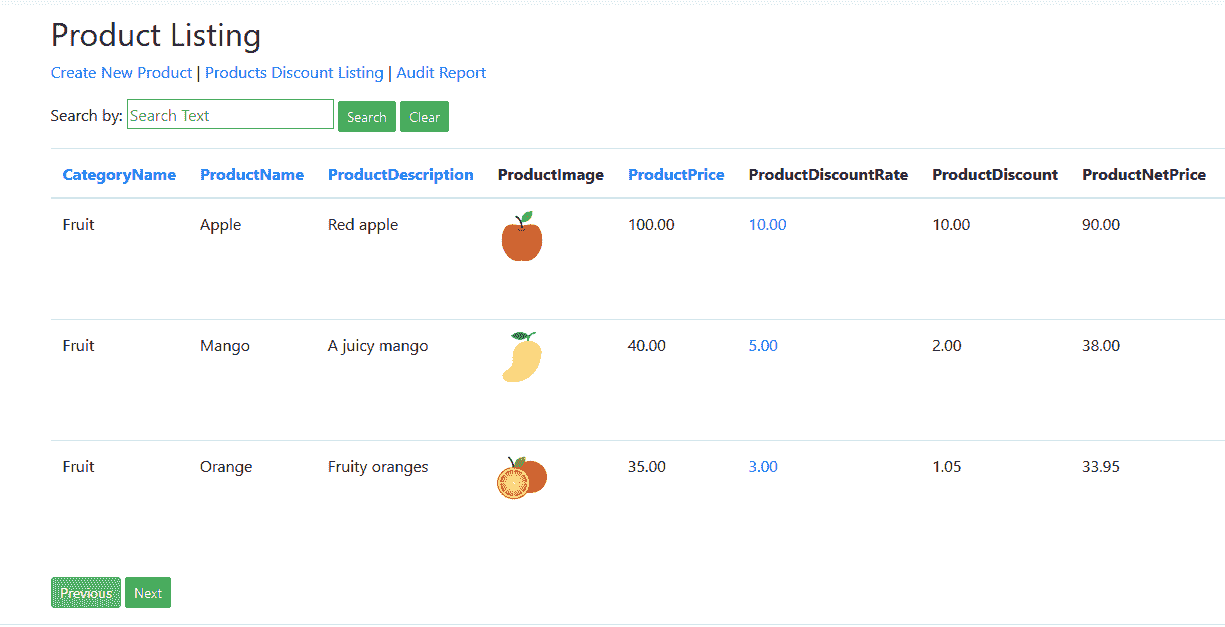 Product Listing
Create New Product | Products Discount Listing | Audit Report
Search by: Search Text Search Clear
CategoryName ProductName ProductDescription ProductImage ProductPrice ProductDiscountRate ProductDiscount ProductNetPrice
Fruit Apple Red apple 100.00 10.00 10.00 90.00
Fruit Mango A juicy mango 40.00 5.00 2.00 38.00
Fruit Orange Fruity oranges 35.00 3.00 1.05 33.95
Previous Next